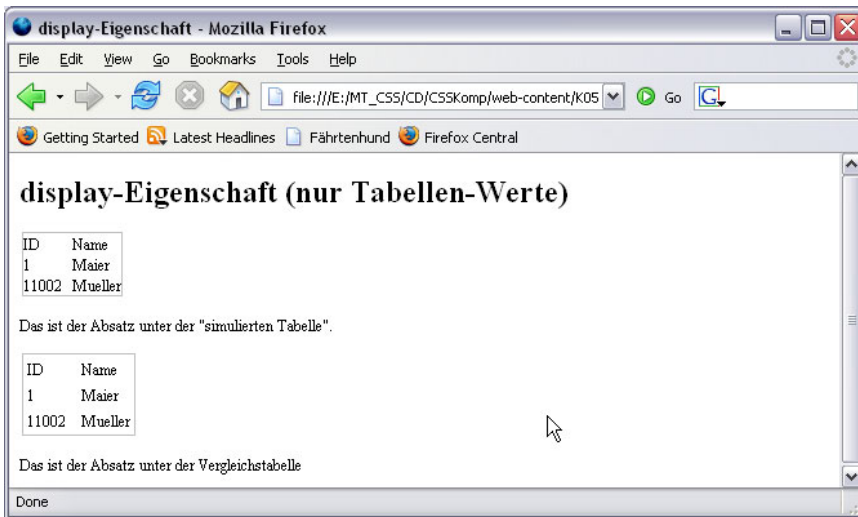 display-Eigenschaft - Mozilla Firefox
File Edit View Go Bookmarks Tools Help
file:///E:/MT_CSS/CD/CSSKomp/web-content/K05 Go G
Getting Started Latest Headlines Fährtenhund Firefox Central
display-Eigenschaft (nur Tabellen-Werte)
ID Name
1 Maier
11002 Mueller
Das ist der Absatz unter der "simulierten Tabelle".
ID Name
1 Maier
11002 Mueller
Das ist der Absatz unter der Vergleichstabelle
Done